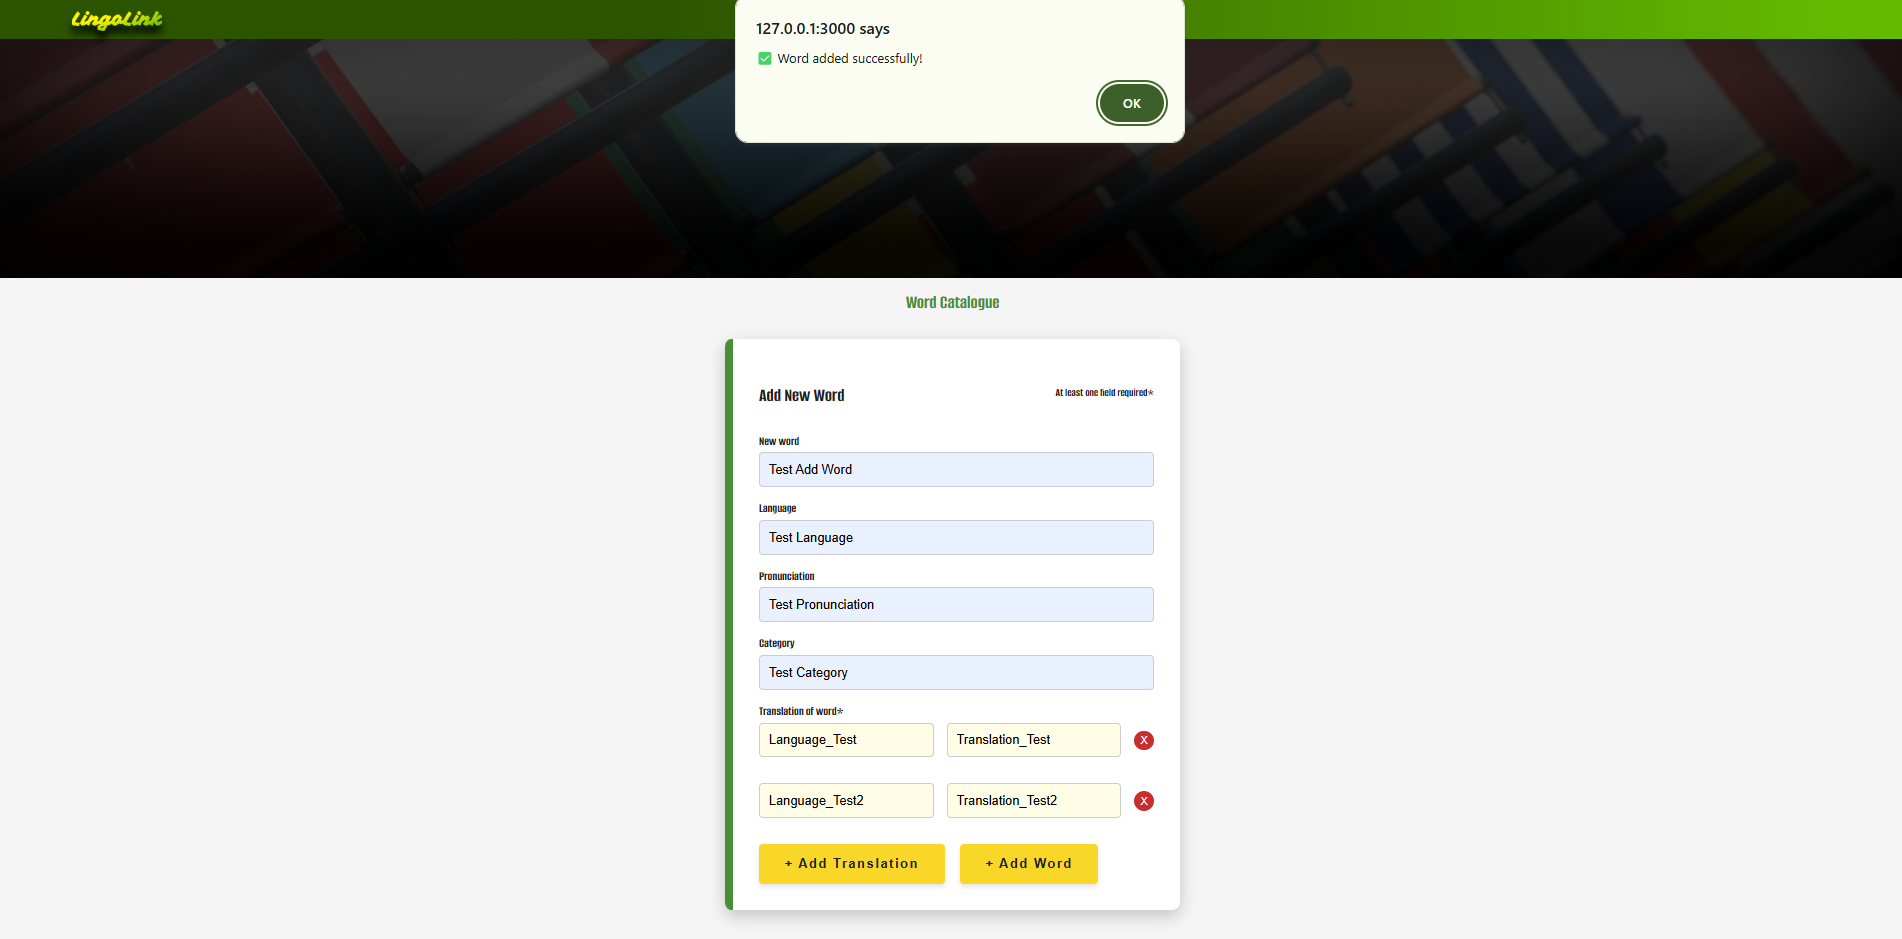 LingoLink
127.0.0.1:3000 says
✅ Word added successfully!
OK
Word Catalogue
Add New Word
At least one field required*
New word
Test Add Word
Language
Test Language
Pronunciation
Test Pronunciation
Category
Test Category
Translation of word*
Language_Test Translation_Test X
Language_Test2 Translation_Test2 X
+ Add Translation + Add Word